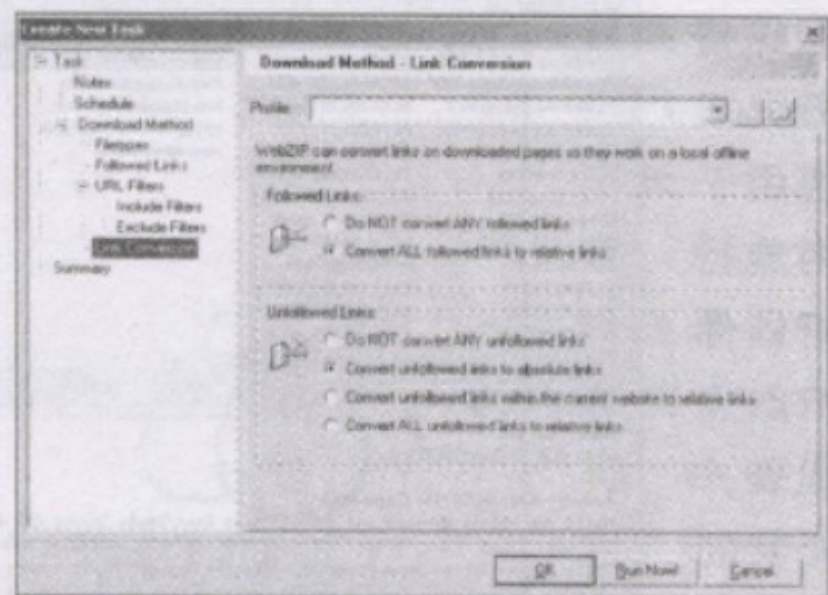 Create New Task
Task
Notes
Schedule
Download Method
Filetypes
Followed Links
URL Filters
Include Filters
Exclude Filters
Link Conversion
Summary
Download Method - Link Conversion
Profile
WebZIP can convert links on downloaded pages so they work on a local offline
environment
Followed Links
Do NOT convert ANY followed links
Convert ALL followed links to relative links
Unfollowed Links
Do NOT convert ANY unfollowed links
Convert unfollowed links to absolute links
Convert unfollowed links within the current website to relative links
Convert ALL unfollowed links to relative links
OK
Run Now!
Cancel